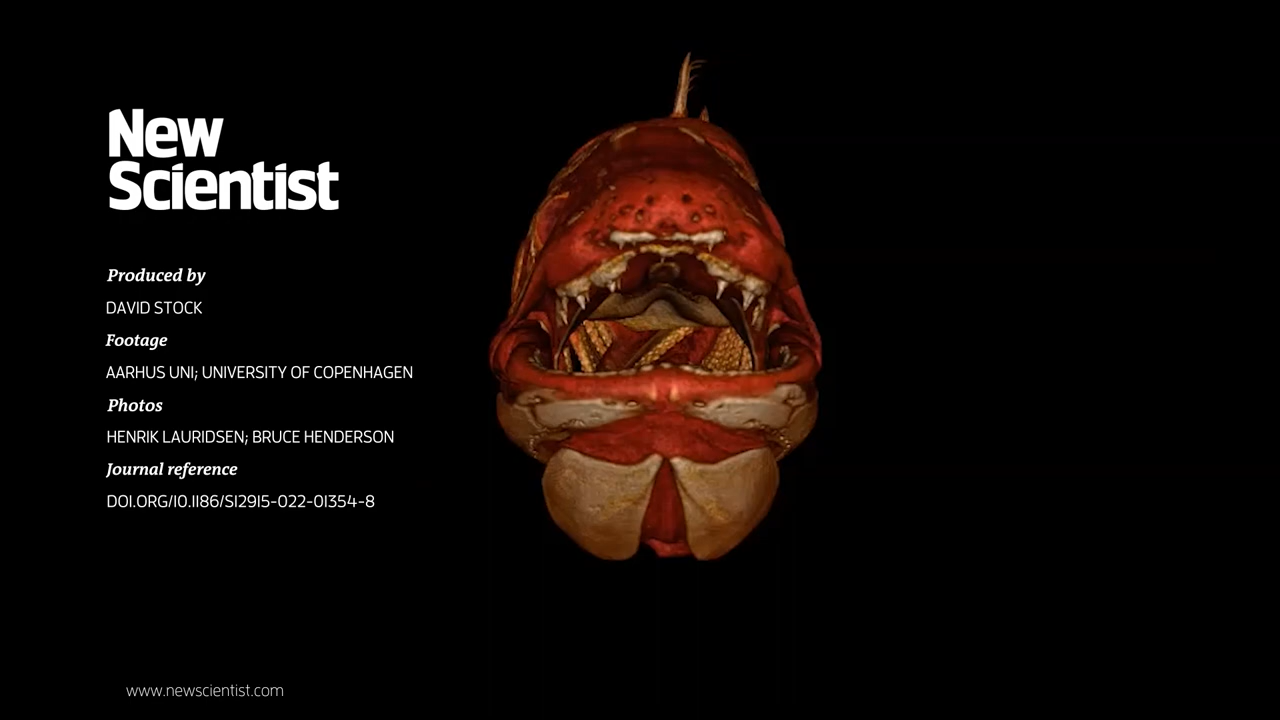 New
Scientist
Produced by
DAVID STOCK
Footage
AARHUS UNI; UNIVERSITY OF COPENHAGEN
Photos
HENRIK LAURIDSEN; BRUCE HENDERSON
Journal reference
DOI.ORG/10.1186/S12915-022-01354-8
www.newscientist.com